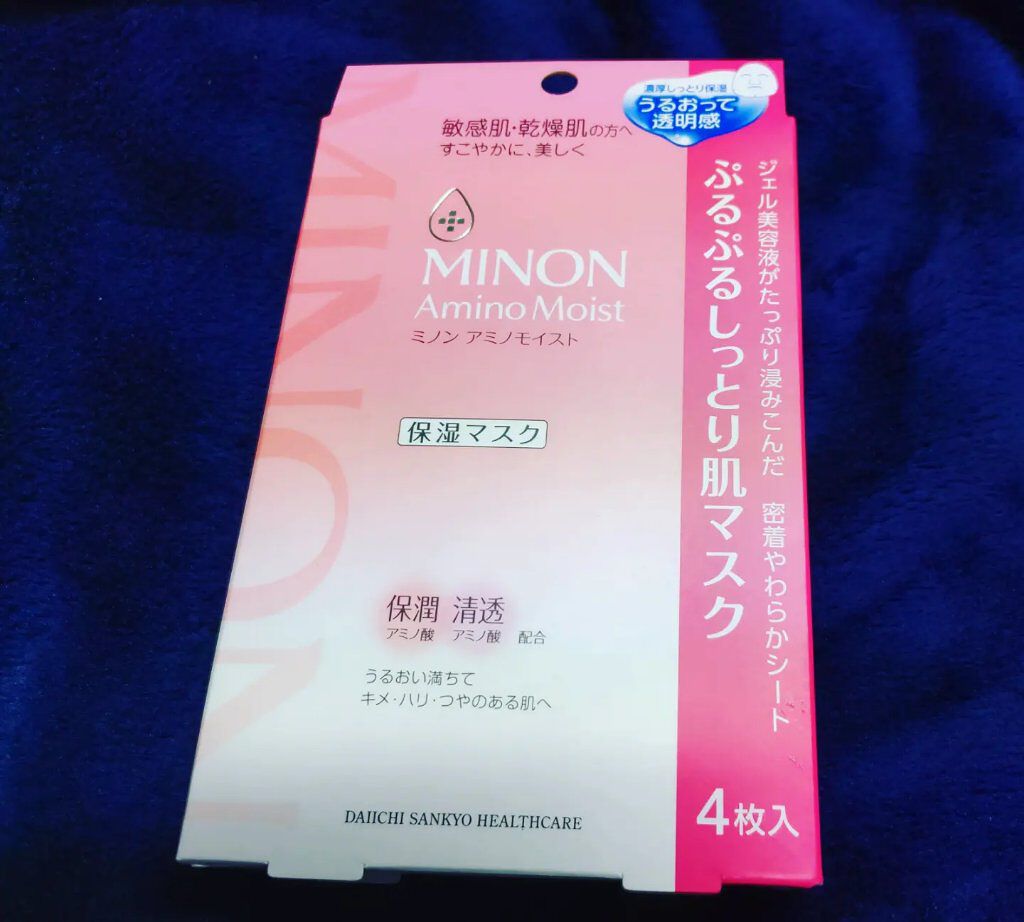 濃厚しっとり保湿
うるおって
透明感
敏感肌・乾燥肌の方へ
すこやかに、美しく
MINON
Amino Moist
ミノン アミノモイスト
保湿マスク
保潤 清透
アミノ酸 アミノ酸 配合
うるおい満ちて
キメ・ハリ・つやのある肌へ
DAIICHI SANKYO HEALTHCARE
ジェル美容液がたっぷり浸みこんだ 密着やわらかシート
ぷるぷるしっとり肌マスク
4枚入
MINON